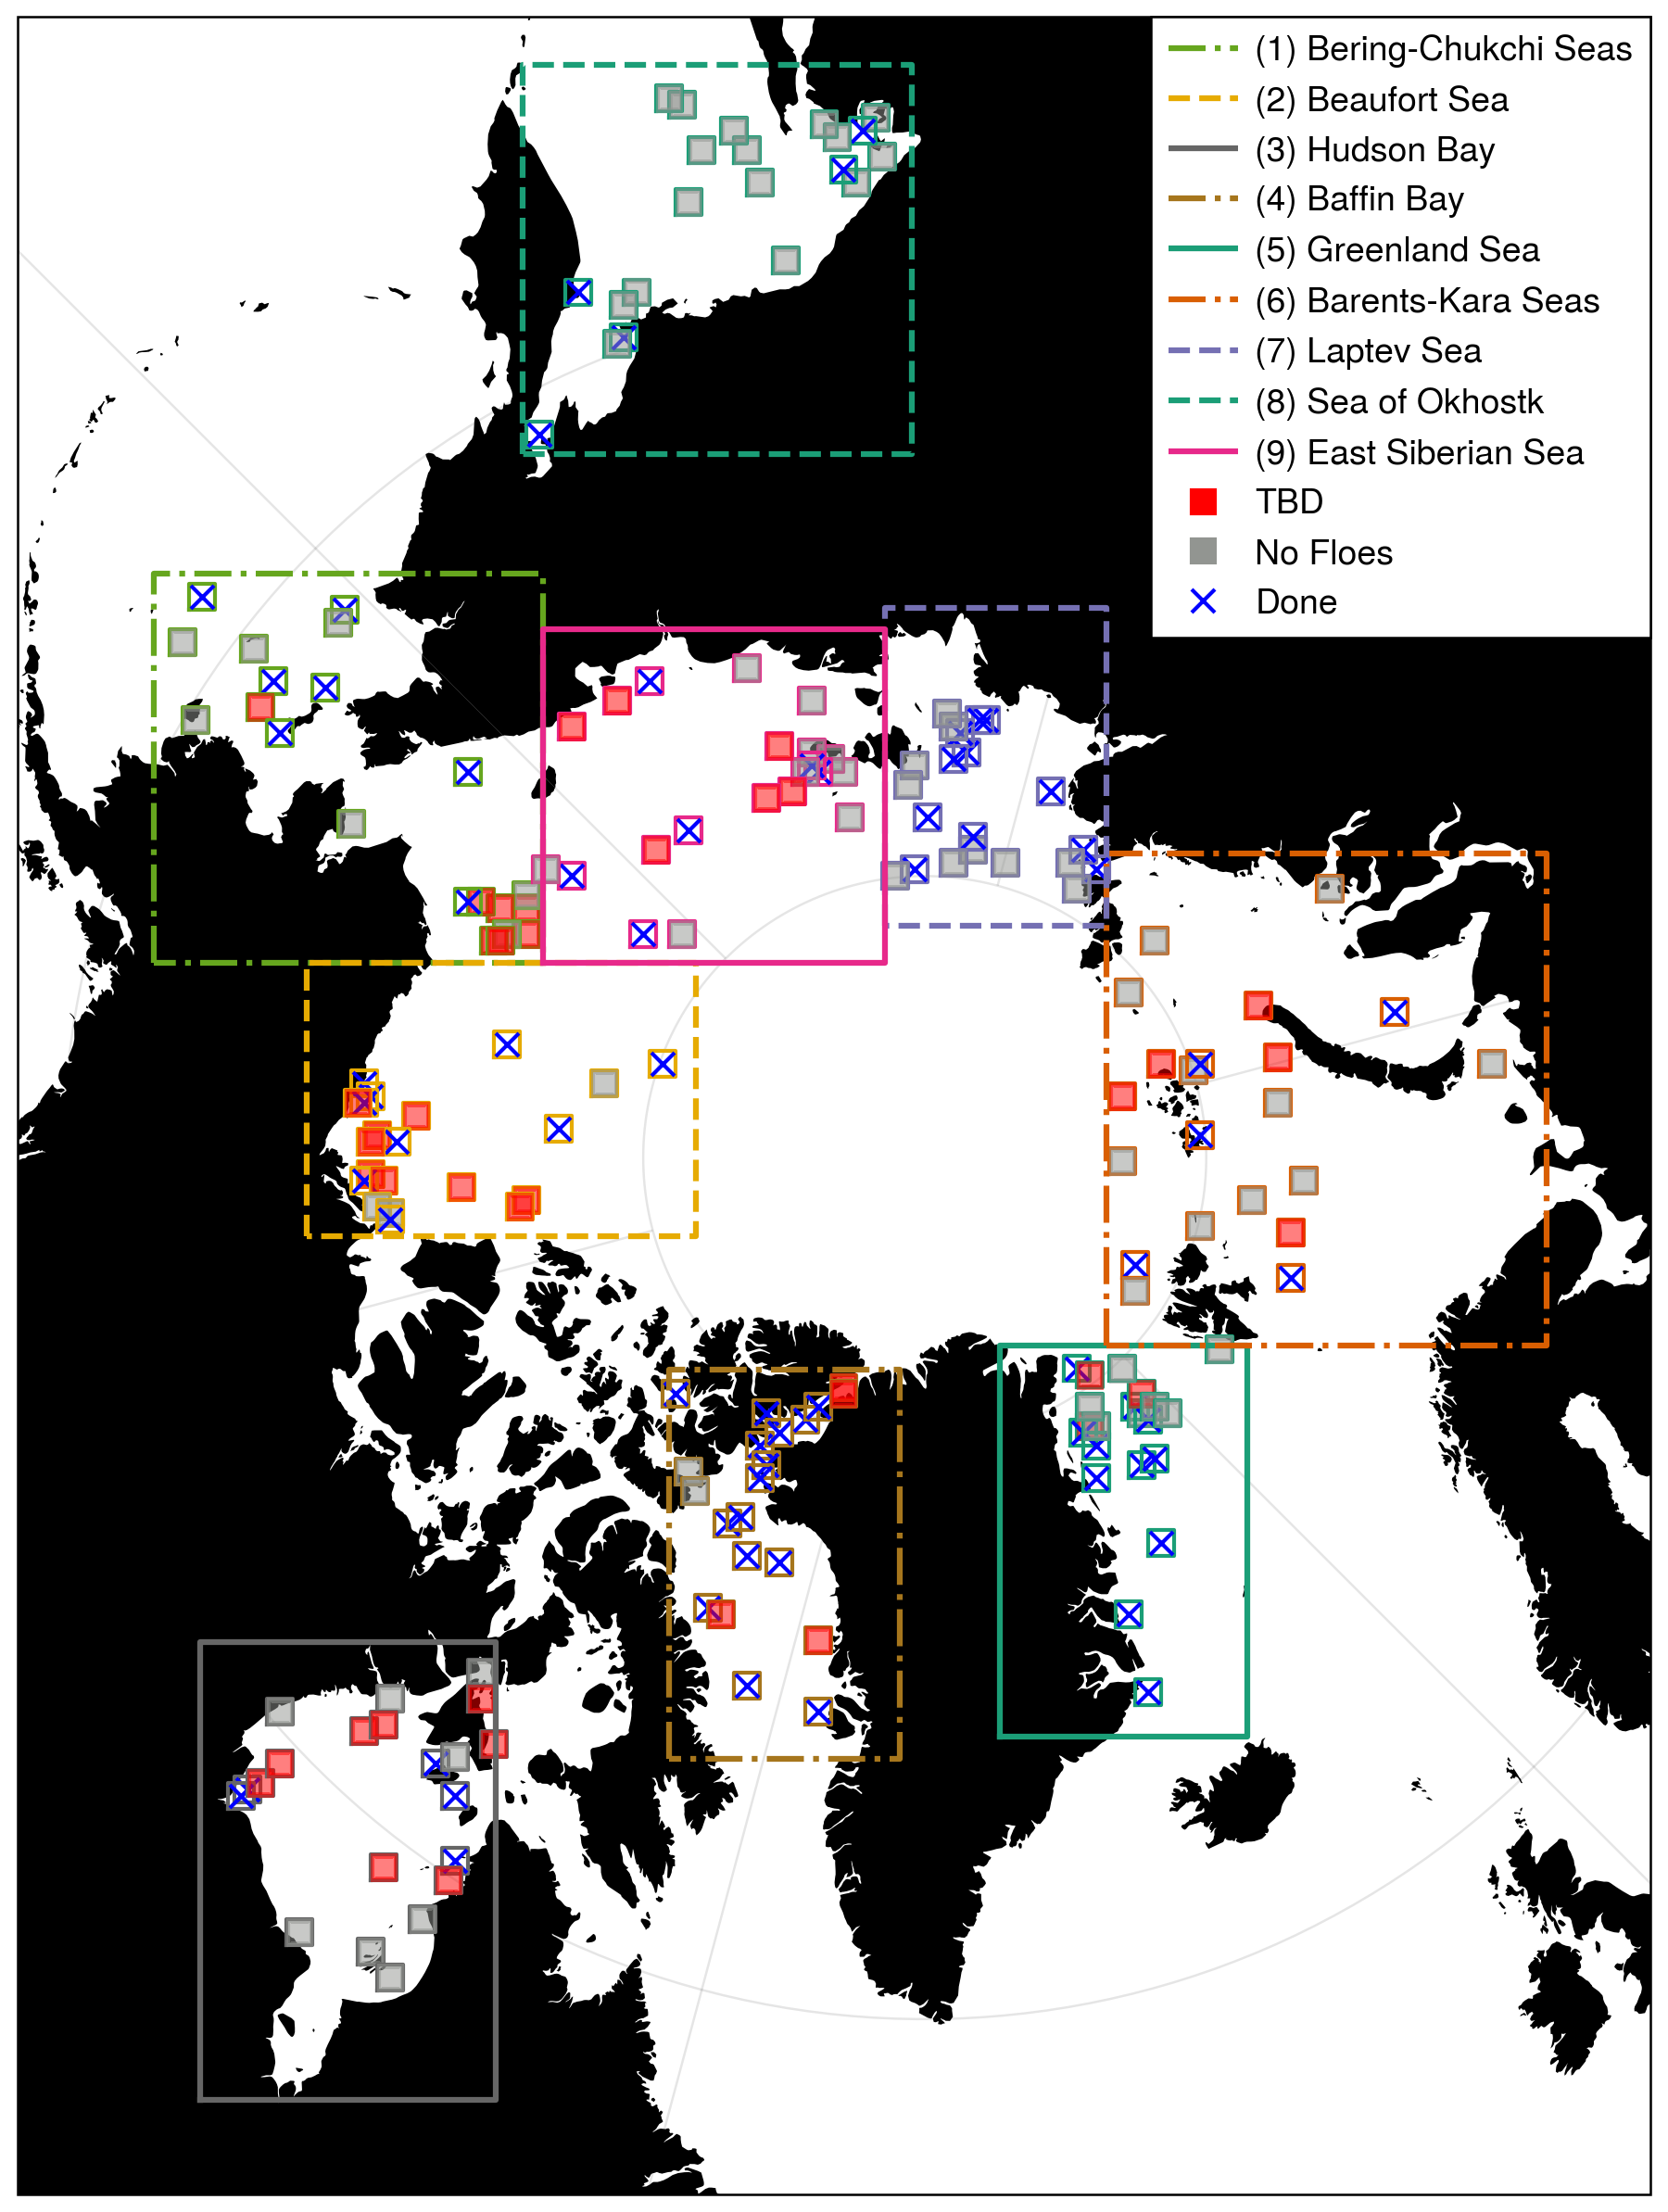 (1) Bering-Chukchi Seas
(2) Beaufort Sea
(3) Hudson Bay
(4) Baffin Bay
(5) Greenland Sea
(6) Barents-Kara Seas
(7) Laptev Sea
(8) Sea of Okhostk
(9) East Siberian Sea
TBD
No Floes
Done